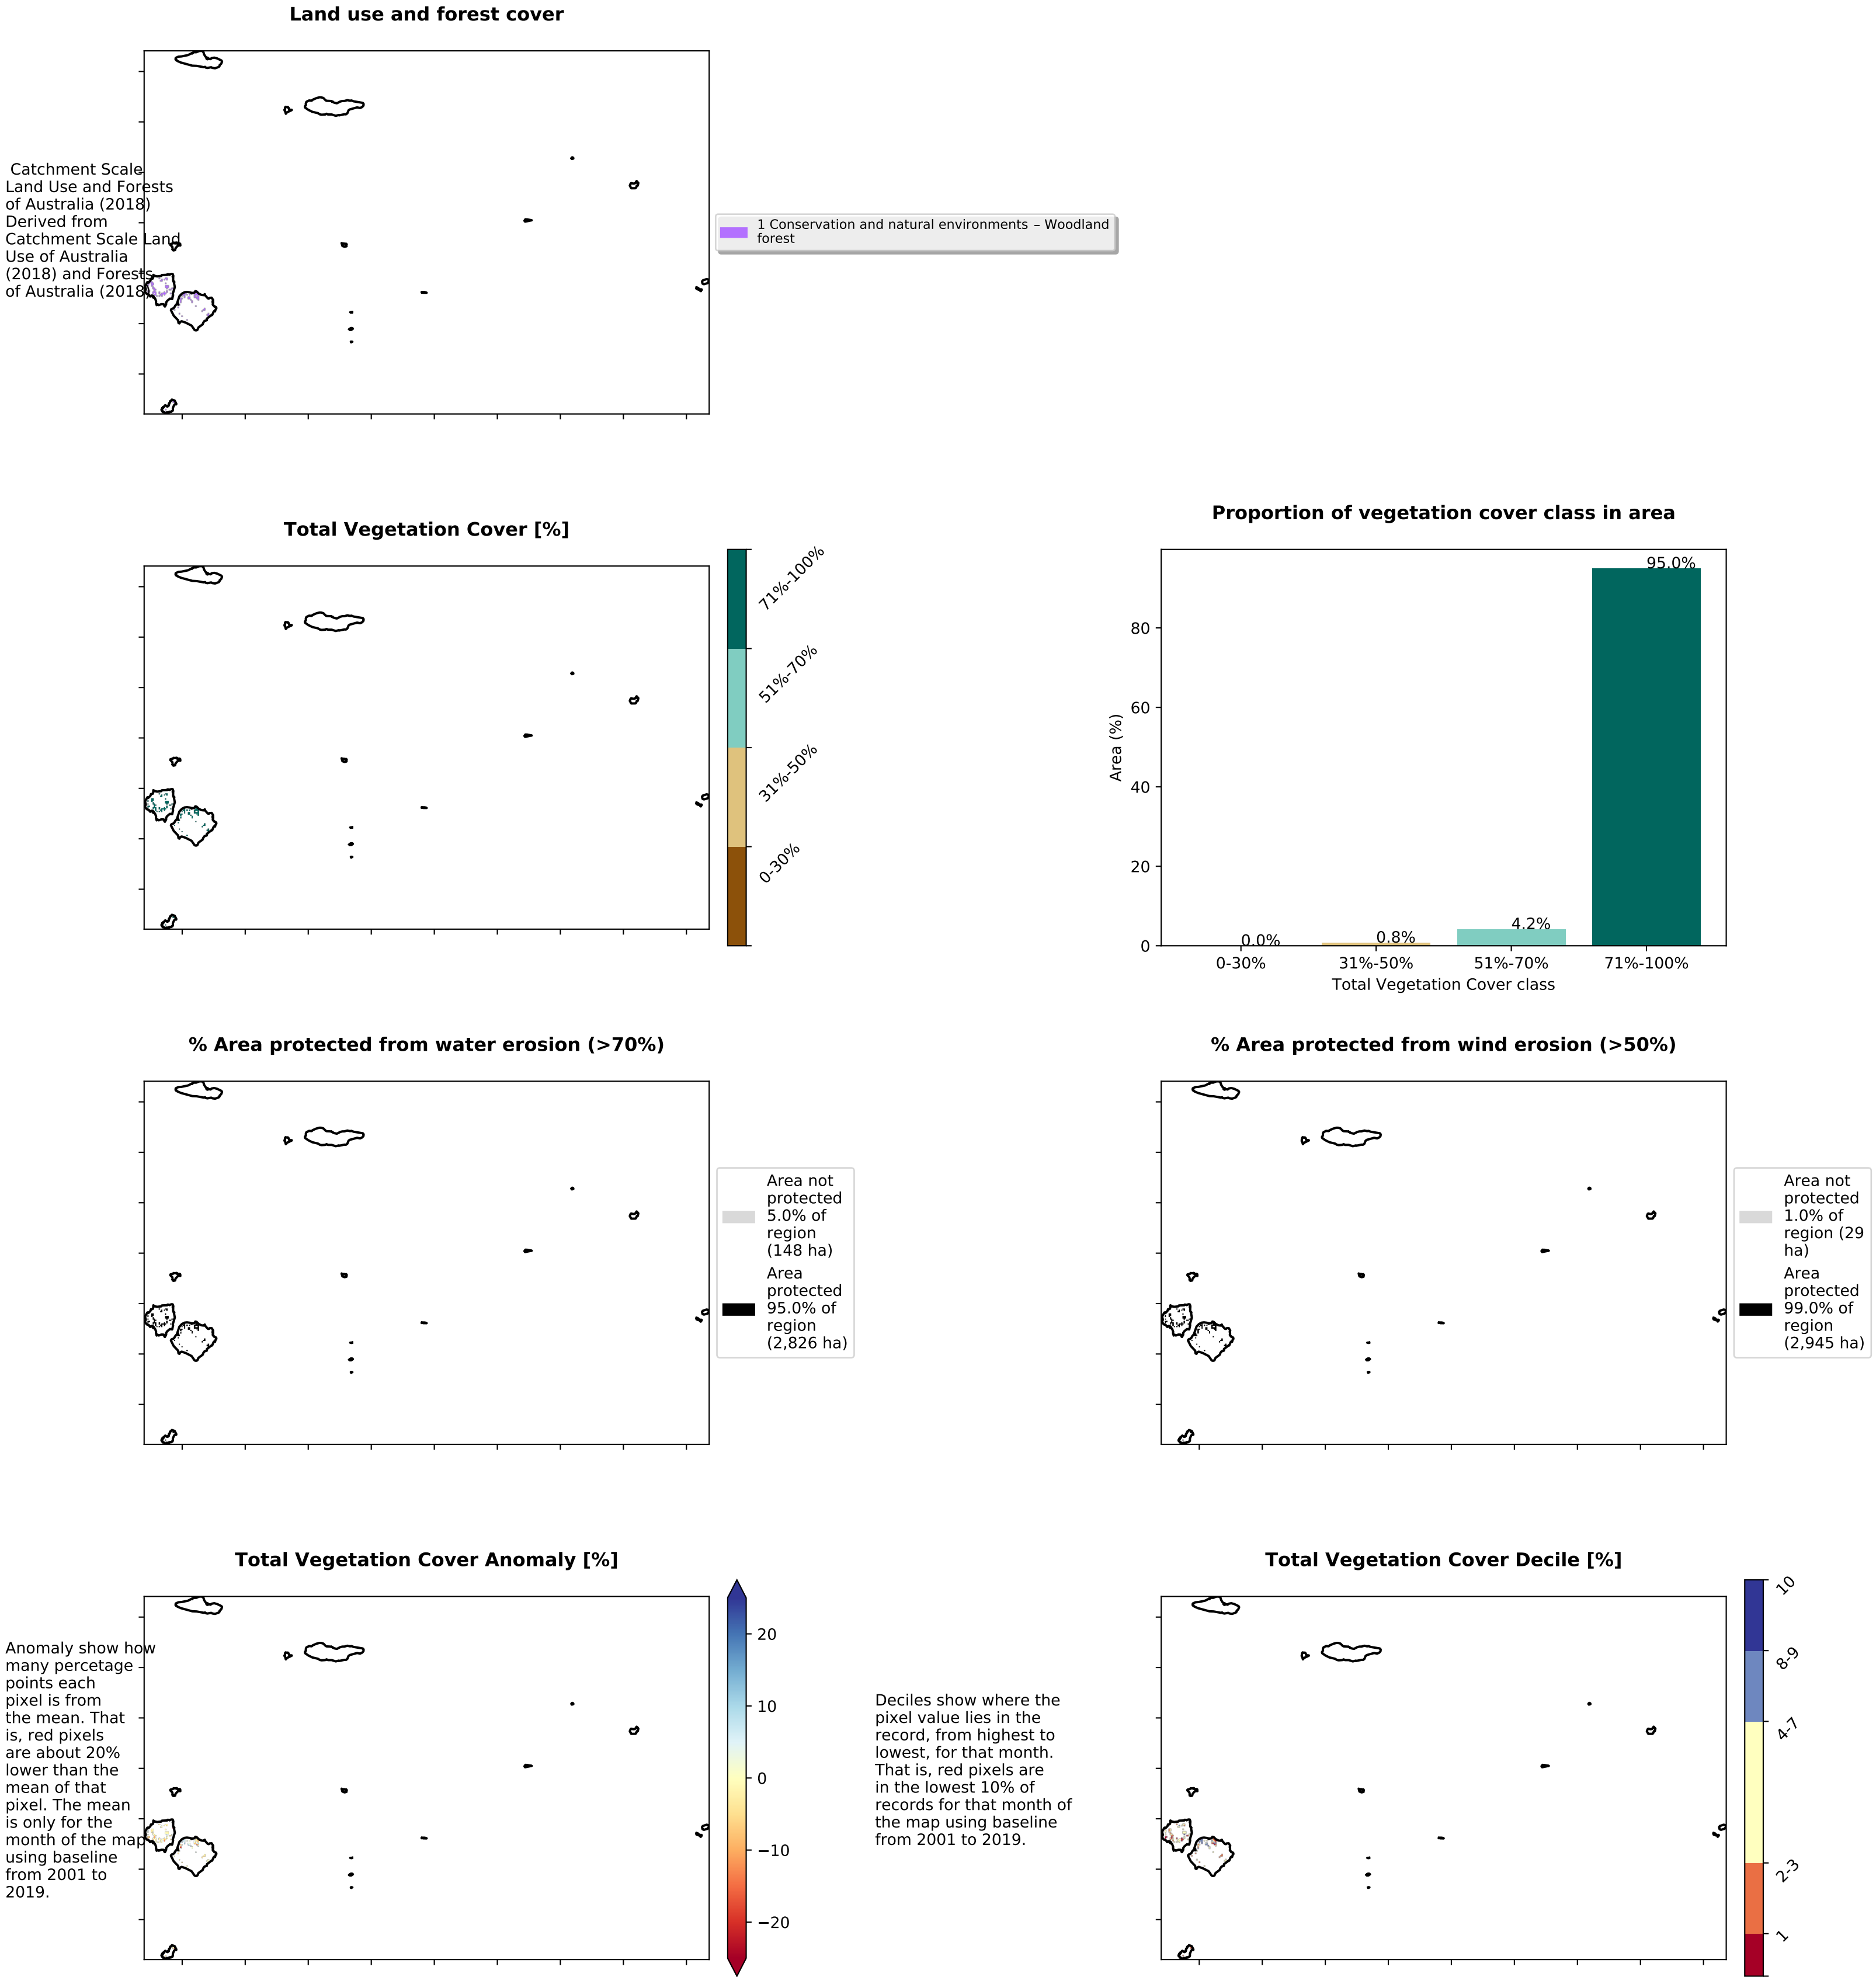 Land use and forest cover
Catchment Scale
Land Use and Forests
of Australia (2018)
Derived from
Catchment Scale Land
Use of Australia
(2018) and Forests
of Australia (2018)
1 Conservation and natural environments – Woodland
forest
Total Vegetation Cover [%]
71%-100%
51%-70%
31%-50%
0-30%
Proportion of vegetation cover class in area
Area (%)
80
60
40
20
0
0.0%
0.8%
4.2%
95.0%
0-30%
31%-50%
51%-70%
71%-100%
Total Vegetation Cover class
% Area protected from water erosion (>70%)
Area not
protected
5.0% of
region
(148 ha)
Area
protected
95.0% of
region
(2,826 ha)
% Area protected from wind erosion (>50%)
Area not
protected
1.0% of
region (29
ha)
Area
protected
99.0% of
region
(2,945 ha)
Total Vegetation Cover Anomaly [%]
Anomaly show how
many percetage
points each
pixel is from
the mean. That
is, red pixels
are about 20%
lower than the
mean of that
pixel. The mean
is only for the
month of the map
using baseline
from 2001 to
2019.
20
10
0
−10
−20
Total Vegetation Cover Decile [%]
Deciles show where the
pixel value lies in the
record, from highest to
lowest, for that month.
That is, red pixels are
in the lowest 10% of
records for that month of
the map using baseline
from 2001 to 2019.
10
8-9
4-7
2-3
1